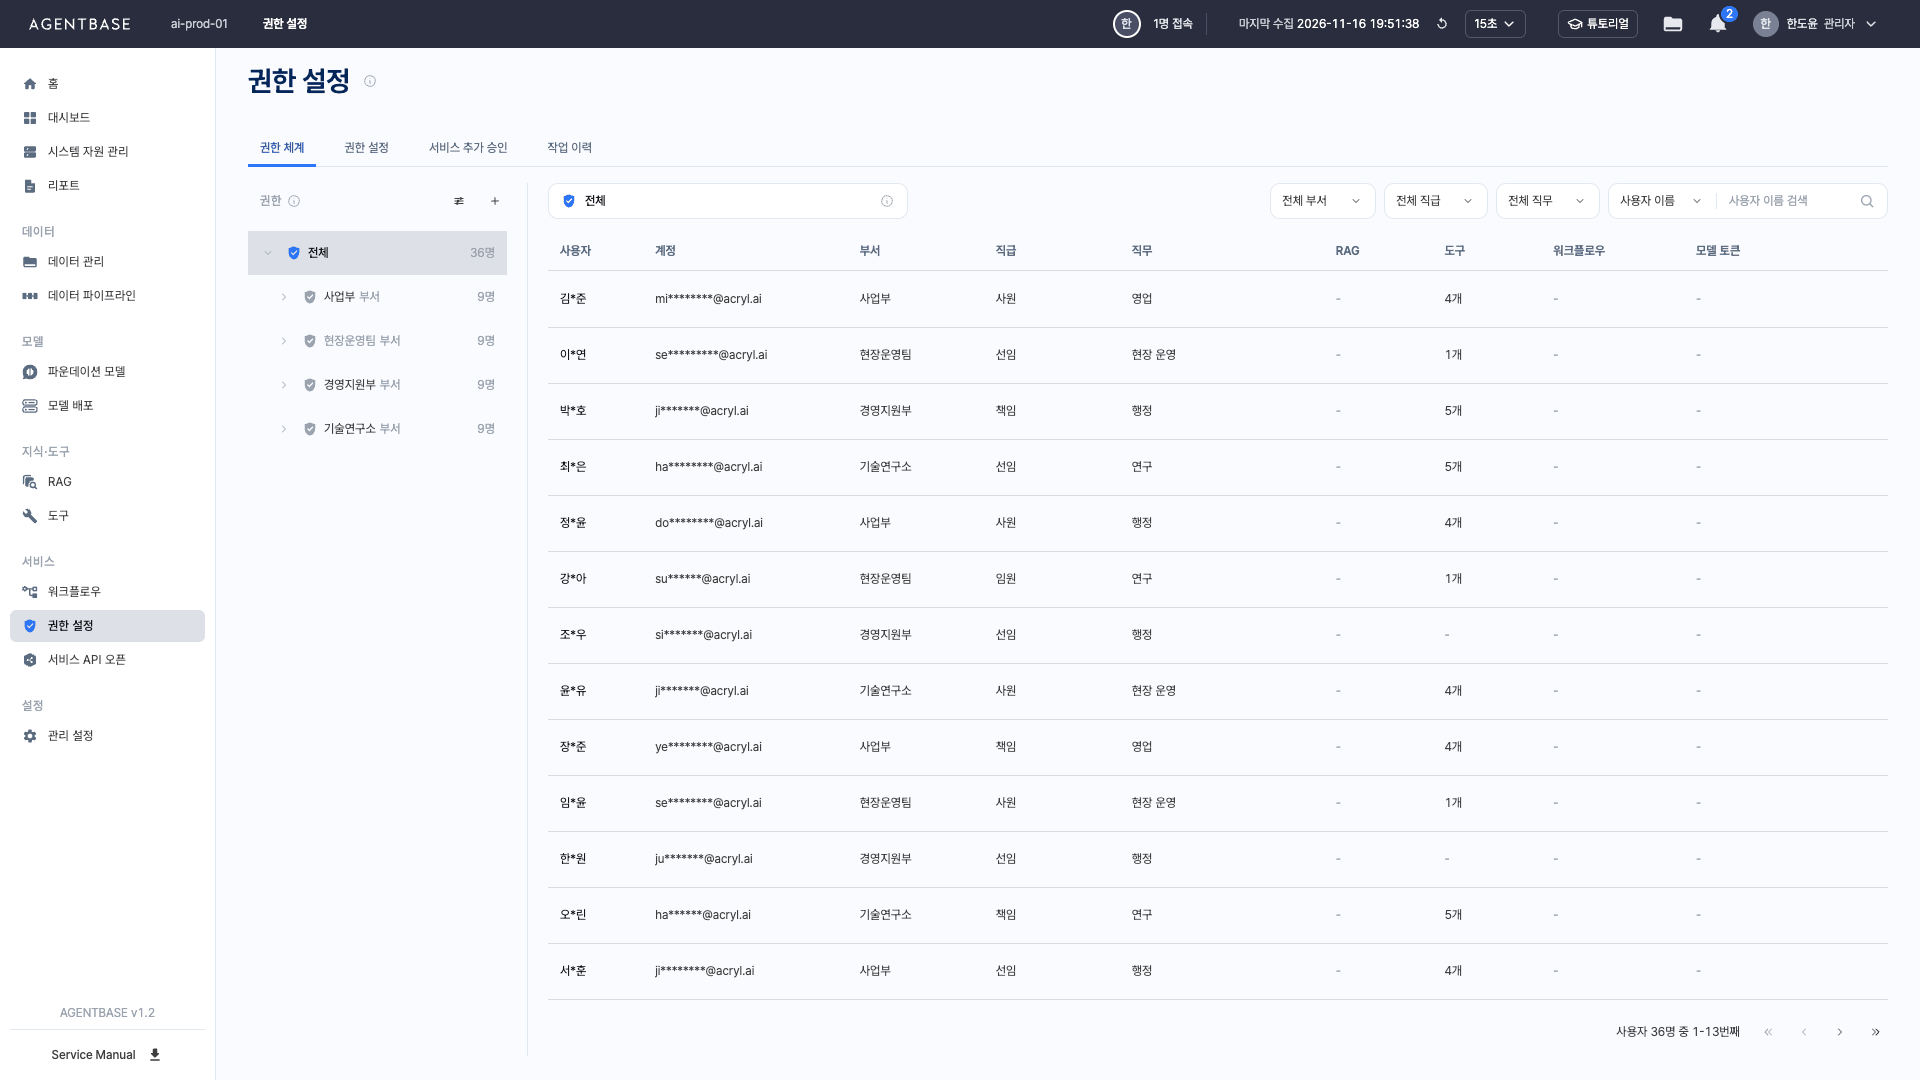 AGENTBASE ai-prod-01 권한 설정 한 1명 접속 마지막 수집 2026-11-16 19:51:38 15초 튜토리얼 2 한 한도윤 관리자
홈
대시보드
시스템 자원 관리
리포트
데이터
데이터 관리
데이터 파이프라인
모델
파운데이션 모델
모델 배포
지식·도구
RAG
도구
서비스
워크플로우
권한 설정
서비스 API 오픈
설정
관리 설정
AGENTBASE v1.2
Service Manual
권한 설정
권한 체계 권한 설정 서비스 추가 승인 작업 이력
권한
전체 36명
사업부 부서 9명
현장운영팀 부서 9명
경영지원부 부서 9명
기술연구소 부서 9명
전체 전체 부서 전체 직급 전체 직무 사용자 이름 사용자 이름 검색
사용자 계정 부서 직급 직무 RAG 도구 워크플로우 모델 토큰
김*준 mi********@acryl.ai 사업부 사원 영업 - 4개 - -
이*연 se*********@acryl.ai 현장운영팀 선임 현장 운영 - 1개 - -
박*호 ji*******@acryl.ai 경영지원부 책임 행정 - 5개 - -
최*은 ha********@acryl.ai 기술연구소 선임 연구 - 5개 - -
정*윤 do********@acryl.ai 사업부 사원 행정 - 4개 - -
강*아 su******@acryl.ai 현장운영팀 임원 연구 - 1개 - -
조*우 si*******@acryl.ai 경영지원부 선임 행정 - - - -
윤*유 ji*******@acryl.ai 기술연구소 사원 현장 운영 - 4개 - -
장*준 ye********@acryl.ai 사업부 책임 영업 - 4개 - -
임*윤 se********@acryl.ai 현장운영팀 사원 현장 운영 - 1개 - -
한*원 ju*******@acryl.ai 경영지원부 선임 행정 - - - -
오*린 ha******@acryl.ai 기술연구소 책임 연구 - 5개 - -
서*훈 ji********@acryl.ai 사업부 선임 행정 - 4개 - -
사용자 36명 중 1-13번째